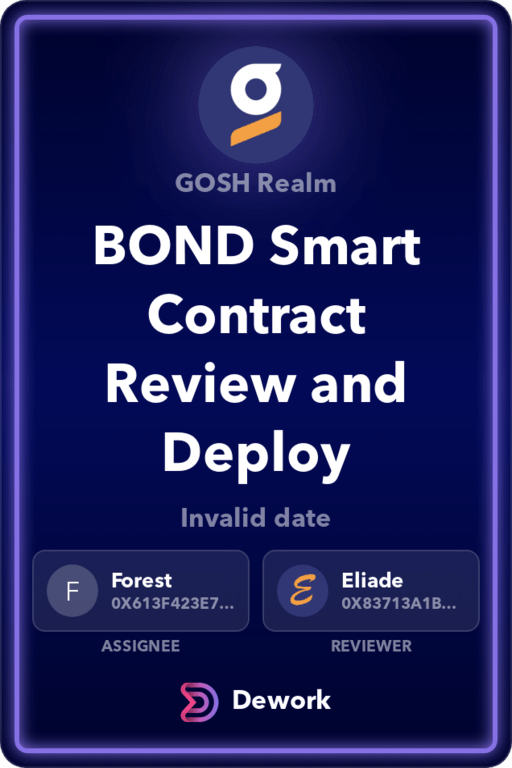 GOSH Realm
BOND Smart
Contract
Review and
Deploy
Invalid date
F
Forest
0X613F423E7...
ASSIGNEE
E
Eliade
0X83713A1B...
REVIEWER
Dework